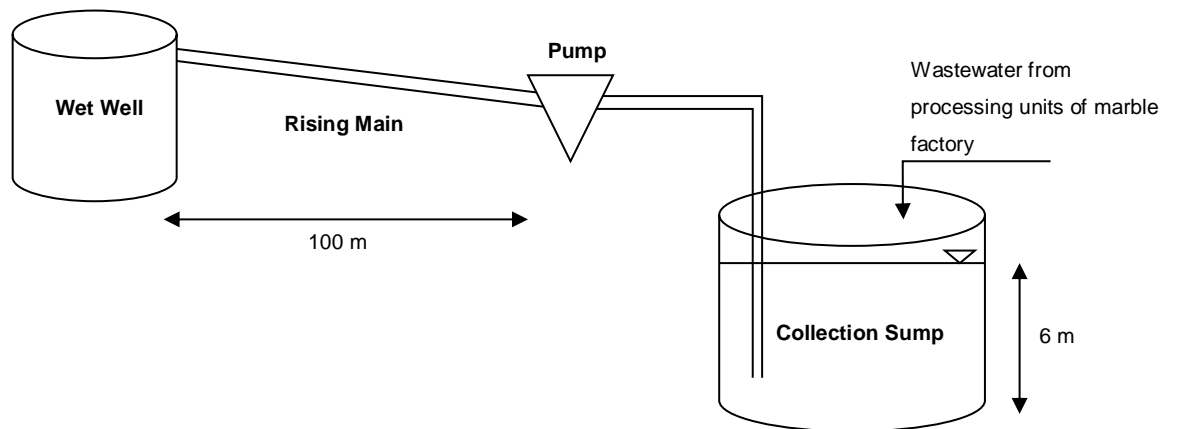 Pump
Wastewater from
processing units of marble
factory
Wet Well
Rising Main
100 m
Collection Sump
6 m